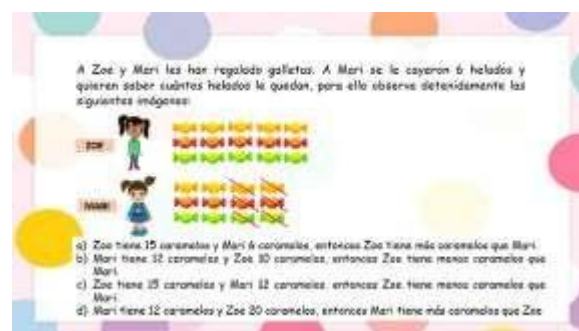 A Zoe y Mari les han regalado galletas. A Mari se le cayeron 6 helados y
quieren saber cuántos helados le quedan, para ello observe detenidamente las
siguientes imágenes:
ZOE
MARI
a) Zoe tiene 15 caramelos y Mari 6 caramelos, entonces Zoe tiene más caramelos que Mari.
b) Mari tiene 12 caramelos y Zoe 10 caramelos, entonces Zoe tiene menos caramelos que
Mari.
c) Zoe tiene 15 caramelos y Mari 12 caramelos, entonces Zoe tiene menos caramelos que
Mari.
d) Mari tiene 12 caramelos y Zoe 20 caramelos, entonces Mari tiene más caramelos que Zoe